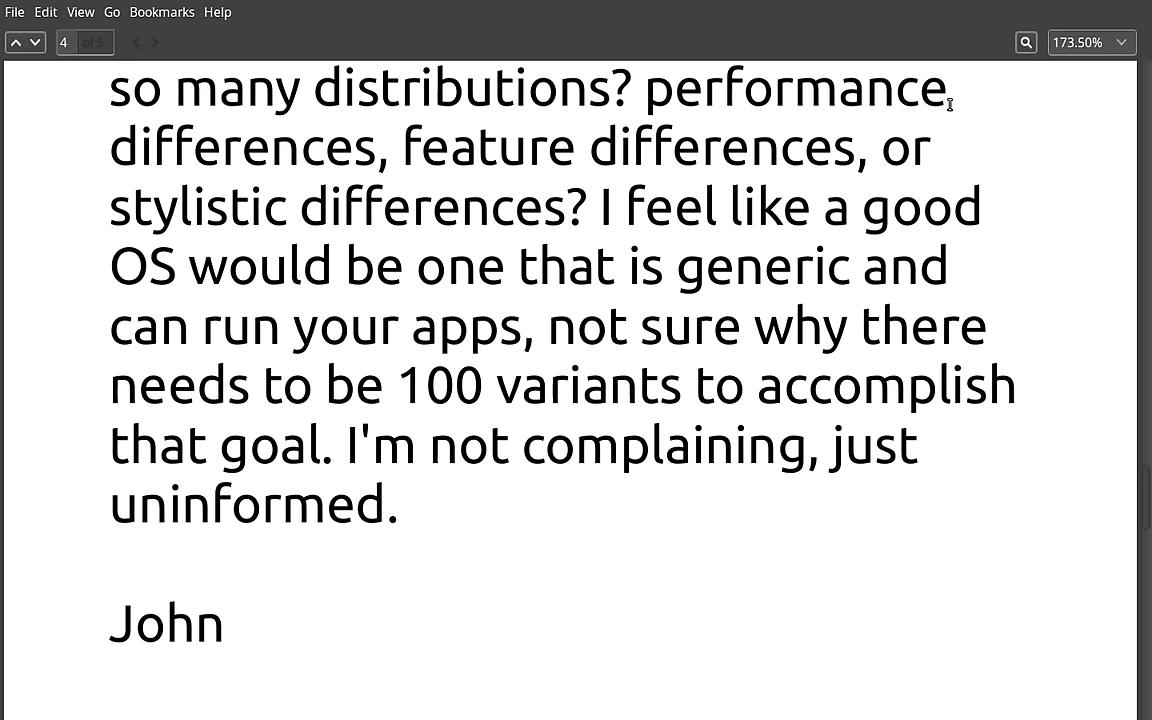 File Edit View Go Bookmarks Help
4 of 5 173.50%
so many distributions? performance
differences, feature differences, or
stylistic differences? I feel like a good
OS would be one that is generic and
can run your apps, not sure why there
needs to be 100 variants to accomplish
that goal. I'm not complaining, just
uninformed.
John